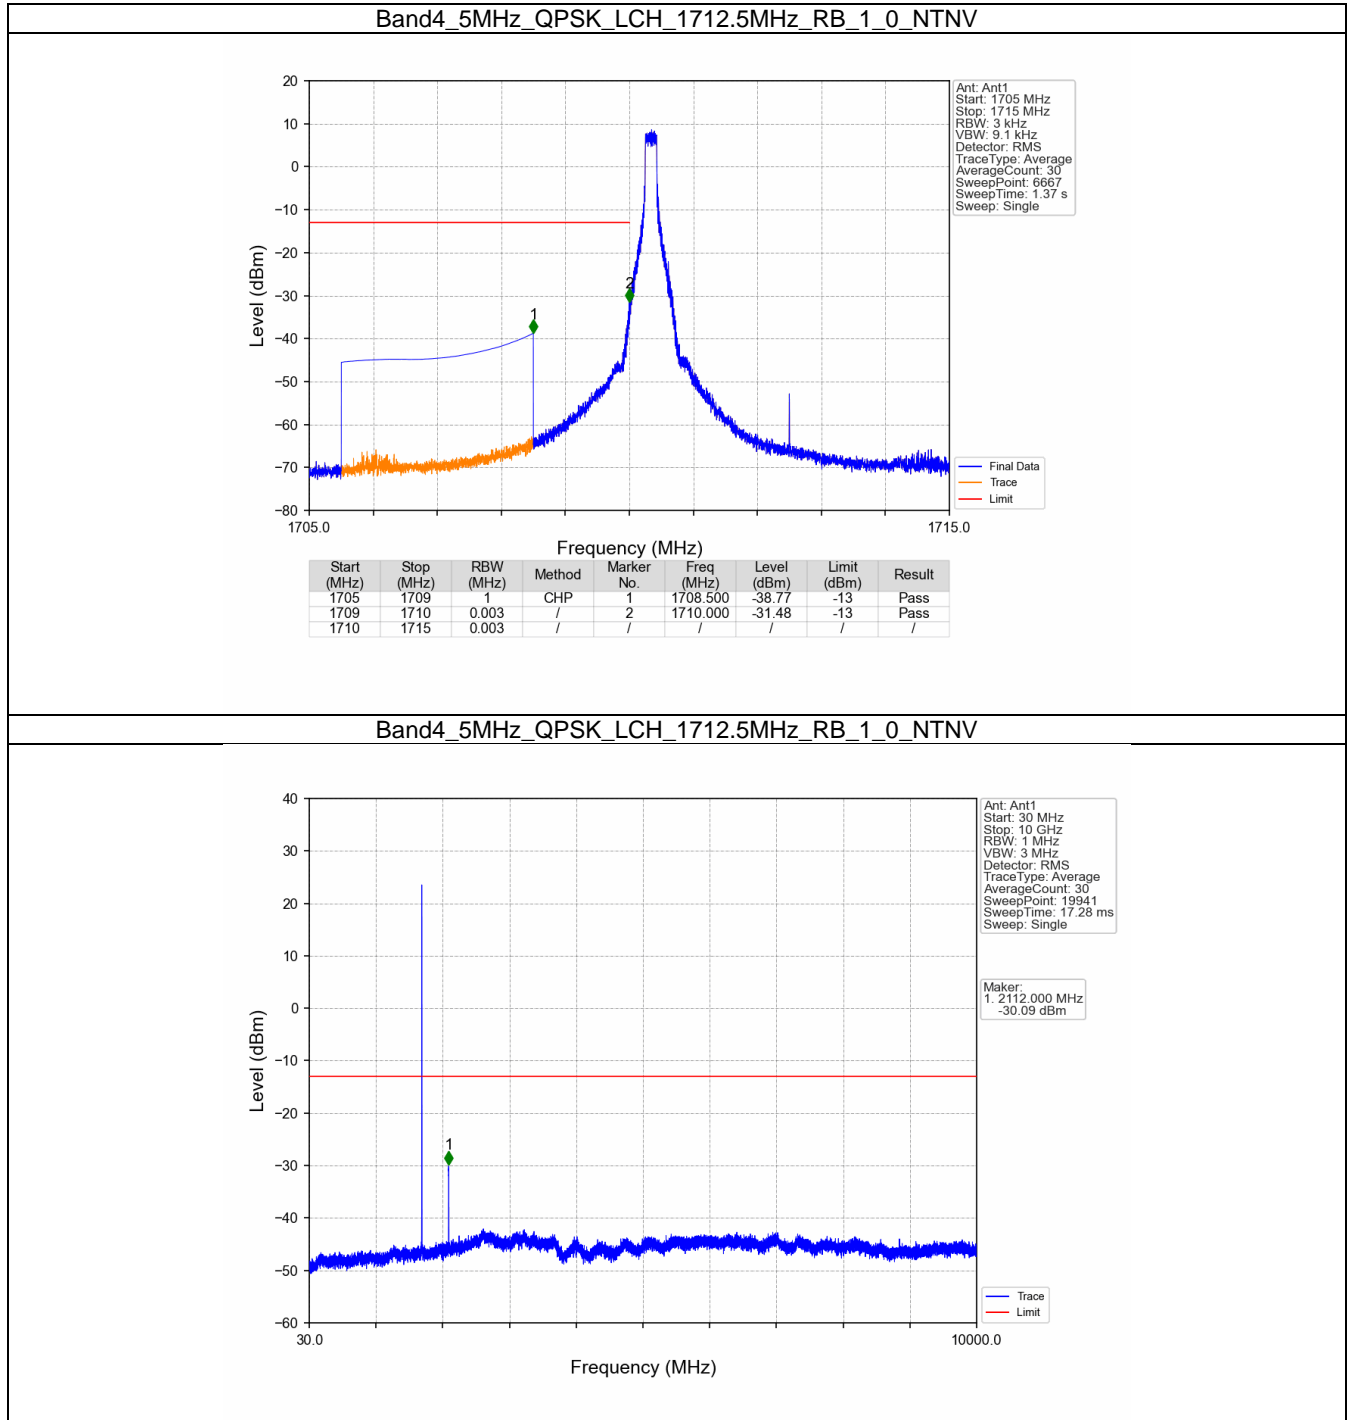 Band4_5MHz_QPSK_LCH_1712.5MHz_RB_1_0_NTNV
20
10
0
−10
−20
−30
−40
−50
−60
−70
−80
Level (dBm)
1
2
1705.0
1715.0
Frequency (MHz)
Ant: Ant1
Start: 1705 MHz
Stop: 1715 MHz
RBW: 3 kHz
VBW: 9.1 kHz
Detector: RMS
TraceType: Average
AverageCount: 30
SweepPoint: 6667
SweepTime: 1.37 s
Sweep: Single
Final Data
Trace
Limit
Start (MHz) Stop (MHz) RBW (MHz) Method Marker No. Freq (MHz) Level (dBm) Limit (dBm) Result
1705 1709 1 CHP 1 1708.500 -38.77 -13 Pass
1709 1710 0.003 / 2 1710.000 -31.48 -13 Pass
1710 1715 0.003 / / / / / /
Band4_5MHz_QPSK_LCH_1712.5MHz_RB_1_0_NTNV
40
30
20
10
0
−10
−20
−30
−40
−50
−60
Level (dBm)
1
30.0
10000.0
Frequency (MHz)
Ant: Ant1
Start: 30 MHz
Stop: 10 GHz
RBW: 1 MHz
VBW: 3 MHz
Detector: RMS
TraceType: Average
AverageCount: 30
SweepPoint: 19941
SweepTime: 17.28 ms
Sweep: Single
Maker:
1. 2112.000 MHz
-30.09 dBm
Trace
Limit